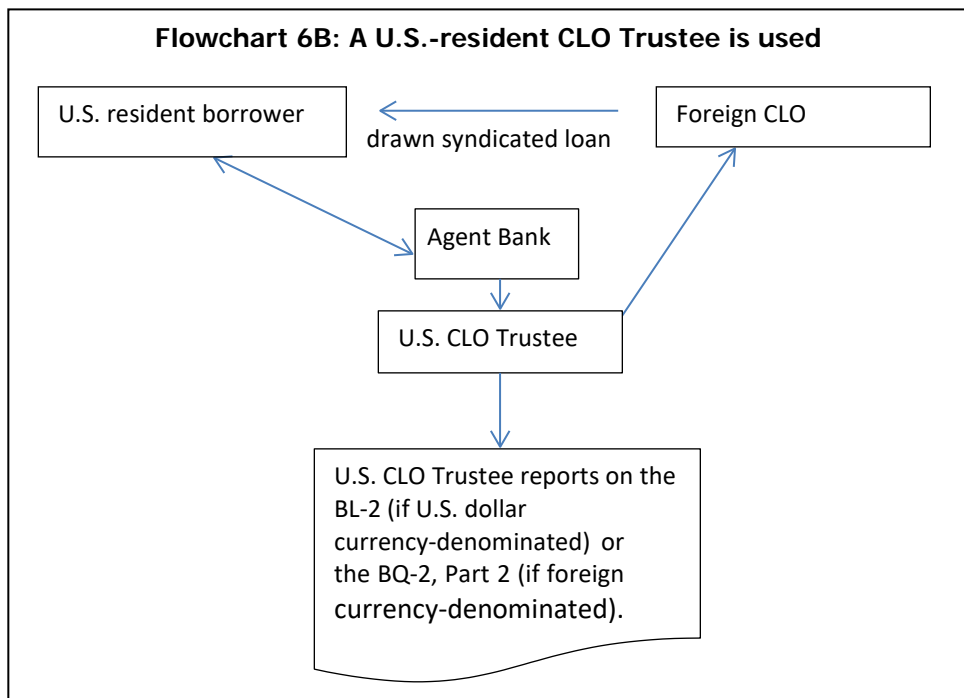 Flowchart 6B: A U.S.-resident CLO Trustee is used
U.S. resident borrower
Foreign CLO
drawn syndicated loan
Agent Bank
U.S. CLO Trustee
U.S. CLO Trustee reports on the
BL-2 (if U.S. dollar
currency-denominated) or
the BQ-2, Part 2 (if foreign
currency-denominated).